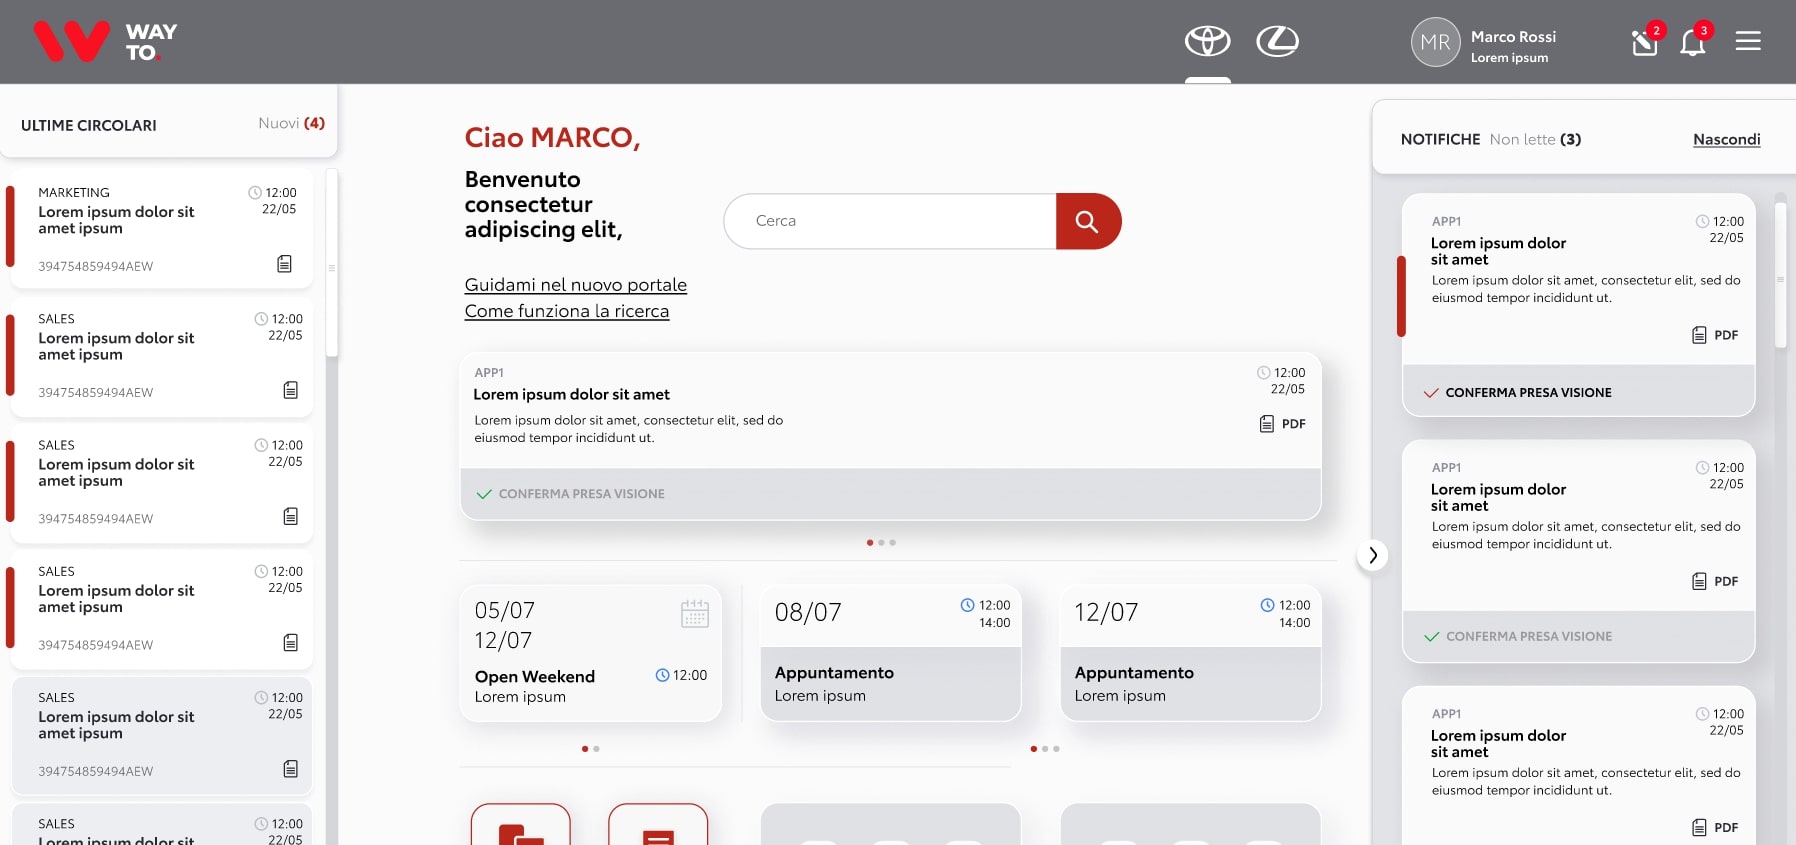 WAY
TO.
MR
Marco Rossi
Lorem ipsum
2
3
ULTIME CIRCOLARI
Nuovi (4)
MARKETING
12:00
Lorem ipsum dolor sit
22/05
amet ipsum
394754859494AEW
SALES
12:00
Lorem ipsum dolor sit
22/05
amet ipsum
394754859494AEW
SALES
12:00
Lorem ipsum dolor sit
22/05
amet ipsum
394754859494AEW
SALES
12:00
Lorem ipsum dolor sit
22/05
amet ipsum
394754859494AEW
SALES
12:00
Lorem ipsum dolor sit
22/05
amet ipsum
394754859494AEW
SALES
12:00
Lorem ipsum dolor sit
22/05
Ciao MARCO,
Benvenuto
consectetur
adipiscing elit,
Cerca
Guidami nel nuovo portale
Come funziona la ricerca
APP1
12:00
Lorem ipsum dolor sit amet
22/05
Lorem ipsum dolor sit amet, consectetur elit, sed do
eiusmod tempor incididunt ut.
PDF
CONFERMA PRESA VISIONE
05/07
12/07
Open Weekend
12:00
Lorem ipsum
08/07
12:00
14:00
Appuntamento
Lorem ipsum
12/07
12:00
14:00
Appuntamento
Lorem ipsum
NOTIFICHE Non lette (3)
Nascondi
APP1
12:00
Lorem ipsum dolor
22/05
sit amet
Lorem ipsum dolor sit amet, consectetur elit, sed do
eiusmod tempor incididunt ut.
PDF
CONFERMA PRESA VISIONE
APP1
12:00
Lorem ipsum dolor
22/05
sit amet
Lorem ipsum dolor sit amet, consectetur elit, sed do
eiusmod tempor incididunt ut.
PDF
CONFERMA PRESA VISIONE
APP1
12:00
Lorem ipsum dolor
22/05
sit amet
Lorem ipsum dolor sit amet, consectetur elit, sed do
eiusmod tempor incididunt ut.
PDF